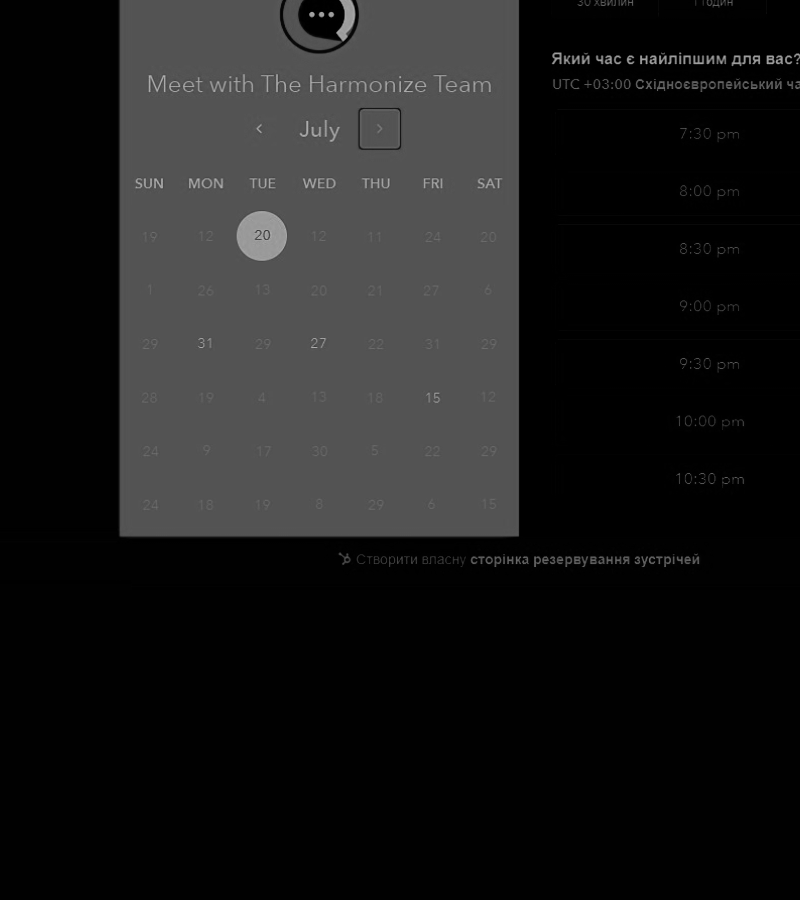 30 хвилин 1 годин
Meet with The Harmonize Team
July
SUN MON TUE WED THU FRI SAT
19 12 20 12 11 24 20
1 26 13 20 21 27 6
29 31 29 27 22 31 29
28 19 4 13 18 15 12
24 9 17 30 5 22 29
24 18 19 8 29 6 15
Який час є найліпшим для вас?
UTC +03:00 Східноєвропейський ча
7:30 pm
8:00 pm
8:30 pm
9:00 pm
9:30 pm
10:00 pm
10:30 pm
Створити власну сторінка резервування зустрічей